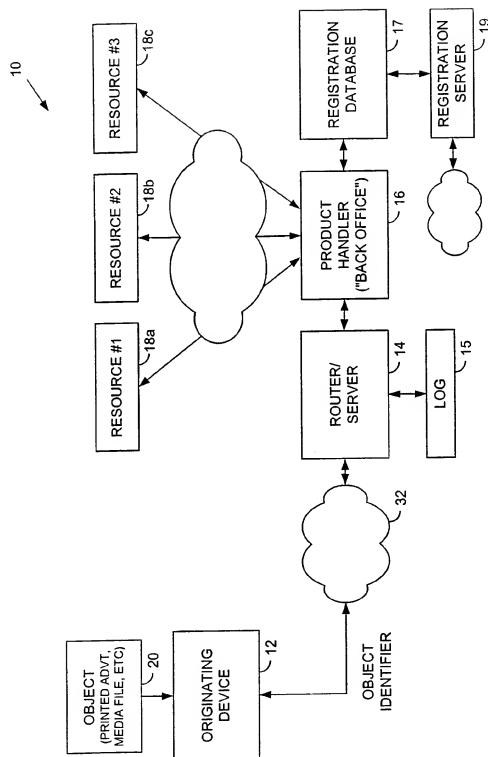 10
RESOURCE #1
18a
RESOURCE #2
18b
RESOURCE #3
18c
OBJECT
(PRINTED ADVT,
MEDIA FILE, ETC)
20
ORIGINATING
DEVICE
12
OBJECT
IDENTIFIER
32
ROUTER/
SERVER
14
LOG
15
PRODUCT
HANDLER
("BACK OFFICE")
16
REGISTRATION
DATABASE
17
REGISTRATION
SERVER
19